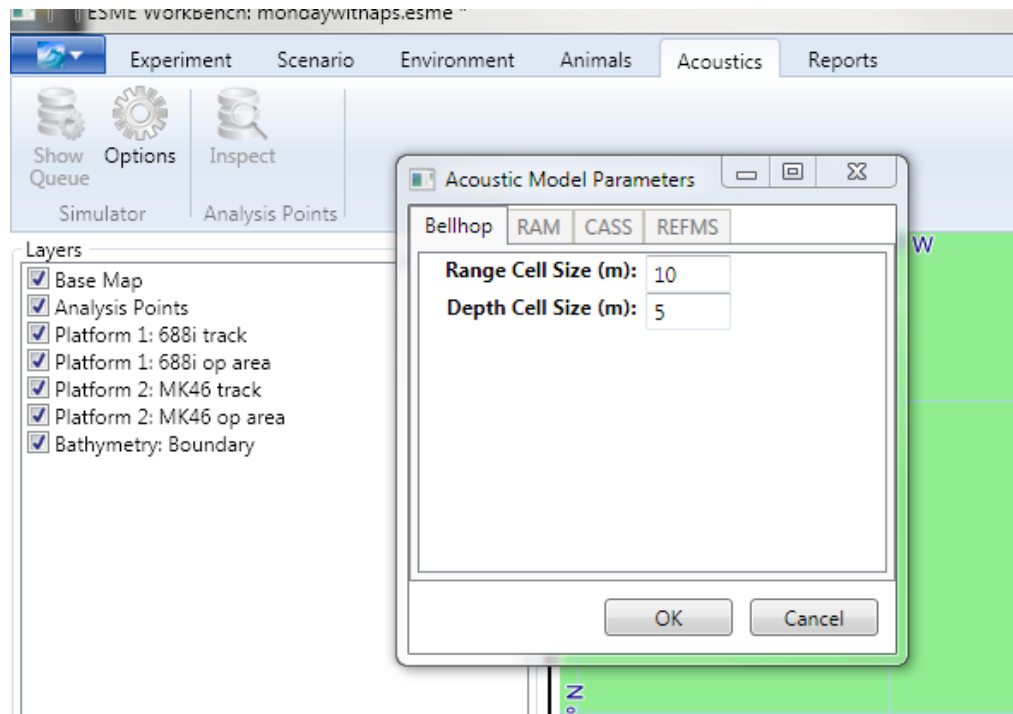 ESME WorkBench: mondaywithaps.esme *
Experiment Scenario Environment Animals Acoustics Reports
Show Queue
Options
Inspect
Simulator
Analysis Points
Layers
Base Map
Analysis Points
Platform 1: 688i track
Platform 1: 688i op area
Platform 2: MK46 track
Platform 2: MK46 op area
Bathymetry: Boundary
Acoustic Model Parameters
Bellhop RAM CASS REFMS
Range Cell Size (m): 10
Depth Cell Size (m): 5
OK Cancel
W
N